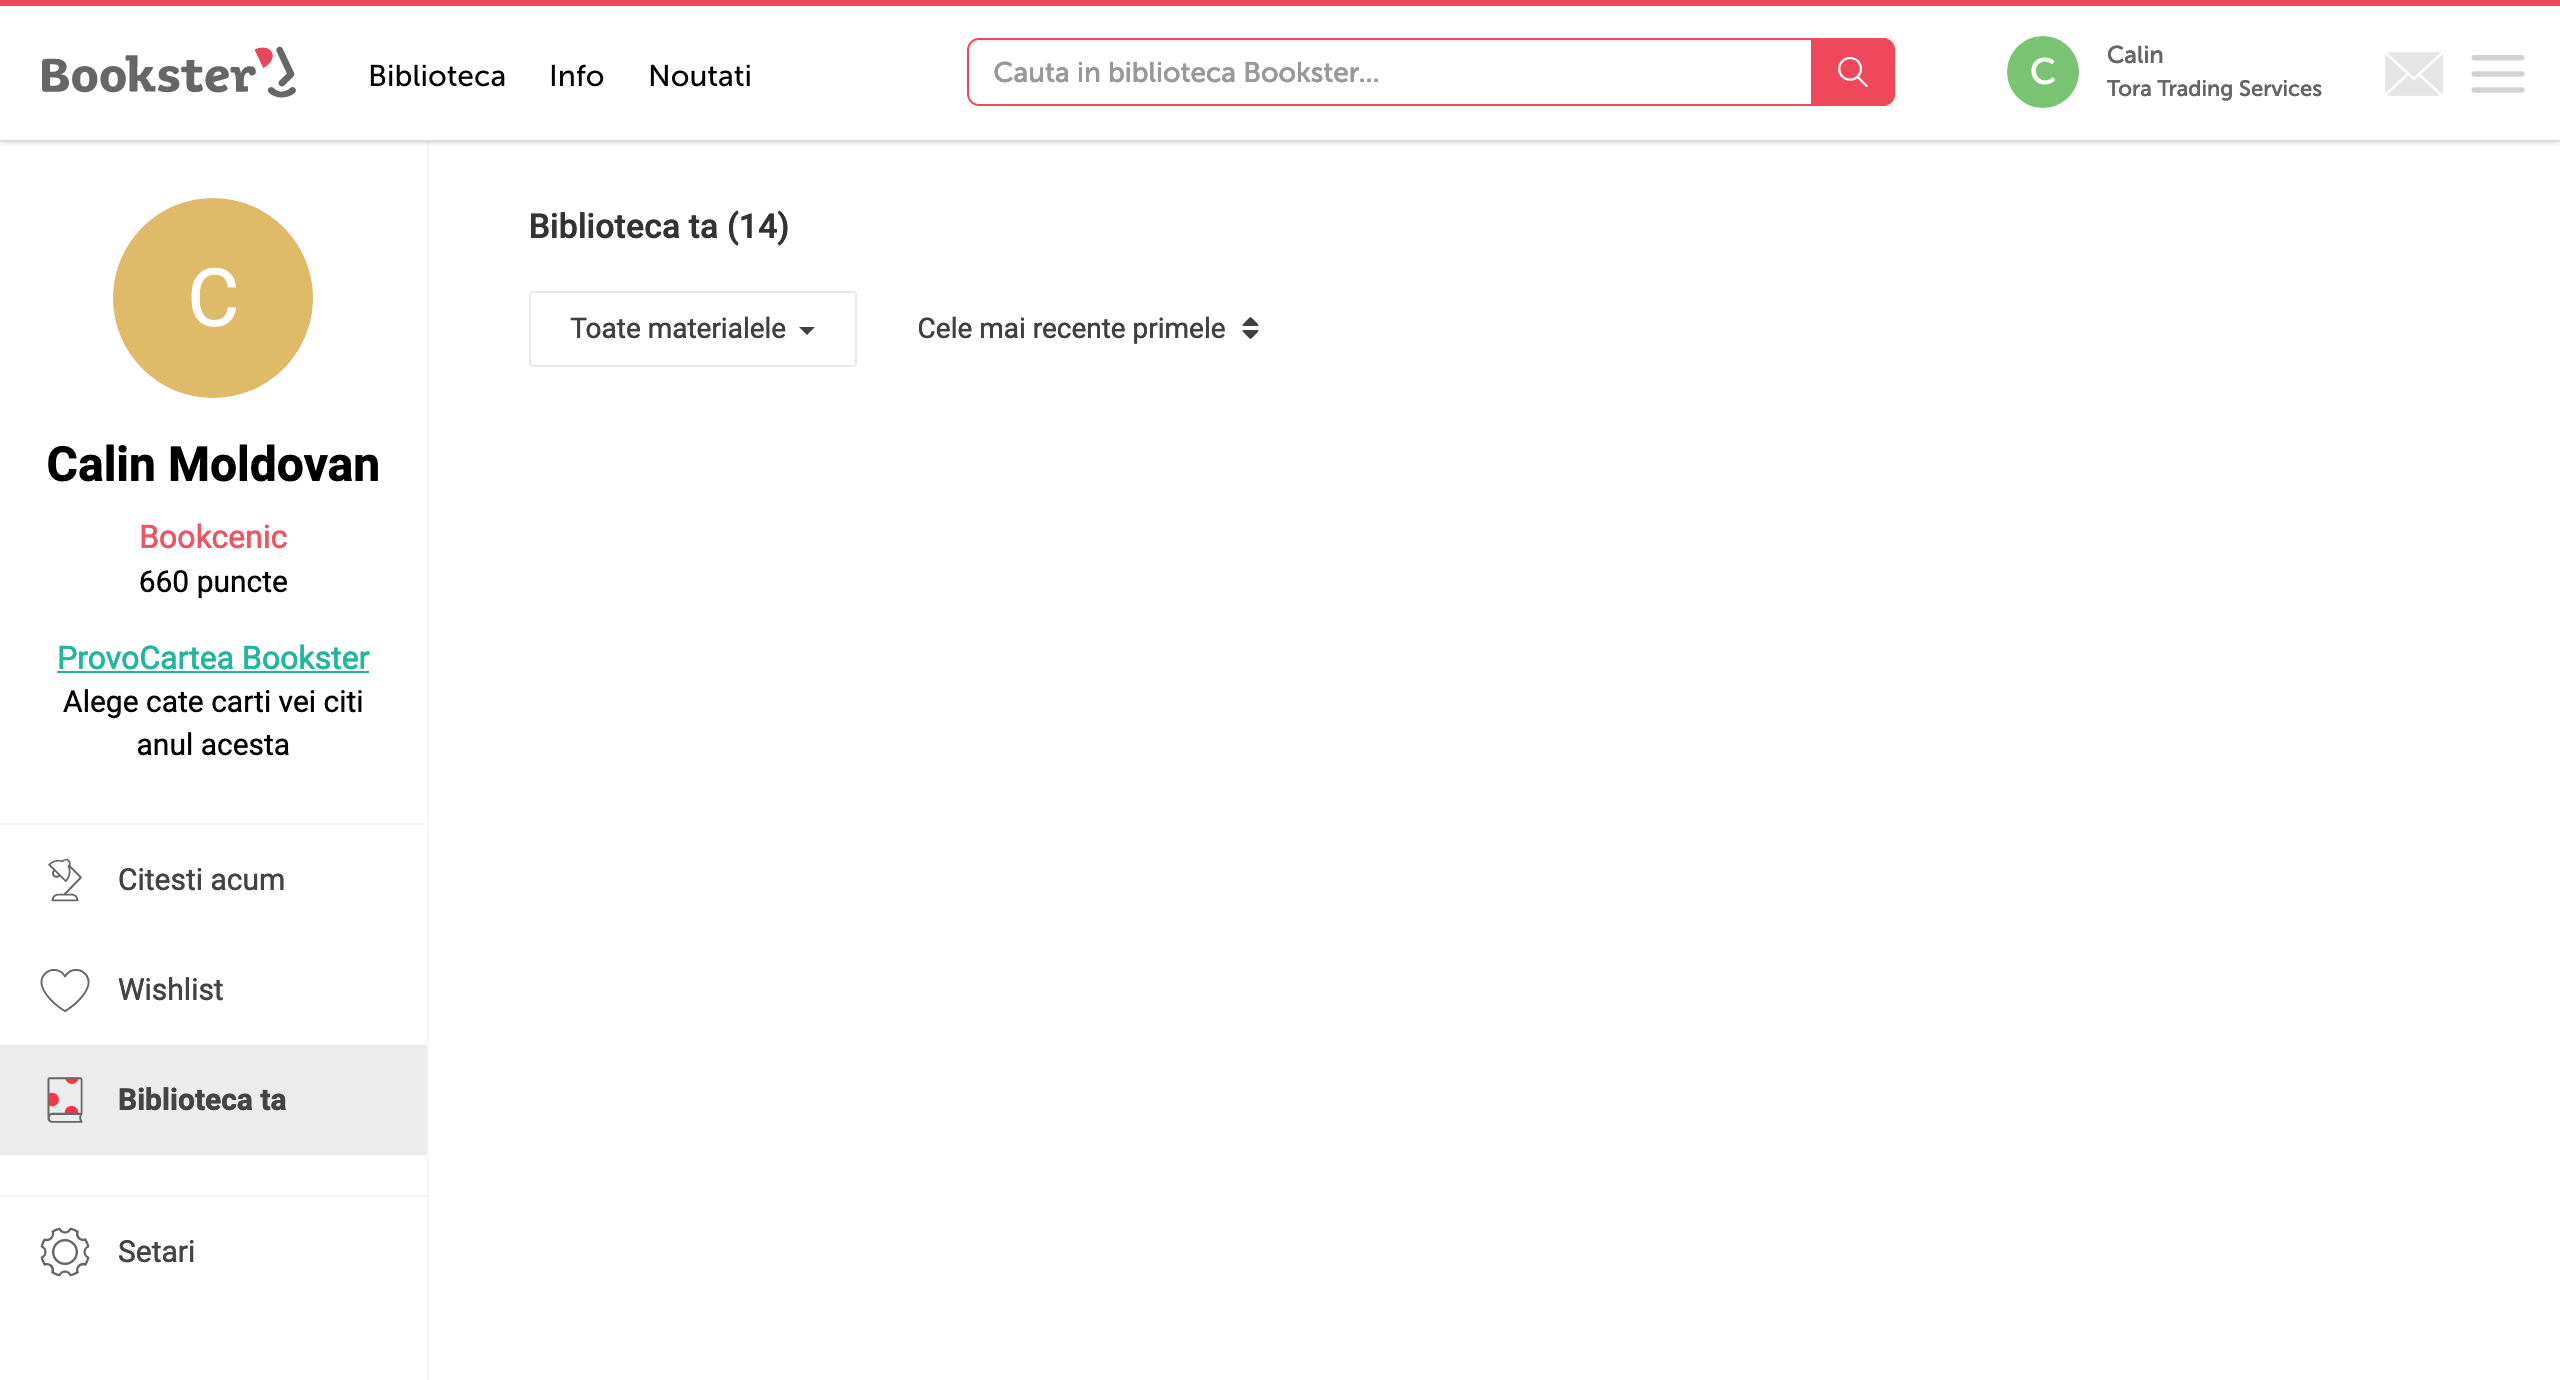 Bookster
Biblioteca
Info
Noutati
Cauta in biblioteca Bookster...
C
Calin
Tora Trading Services
C
Calin Moldovan
Bookcenic
660 puncte
ProvoCartea Bookster
Alege cate carti vei citi
anul acesta
Citesti acum
Wishlist
Biblioteca ta
Setari
Biblioteca ta (14)
Toate materialele
Cele mai recente primele